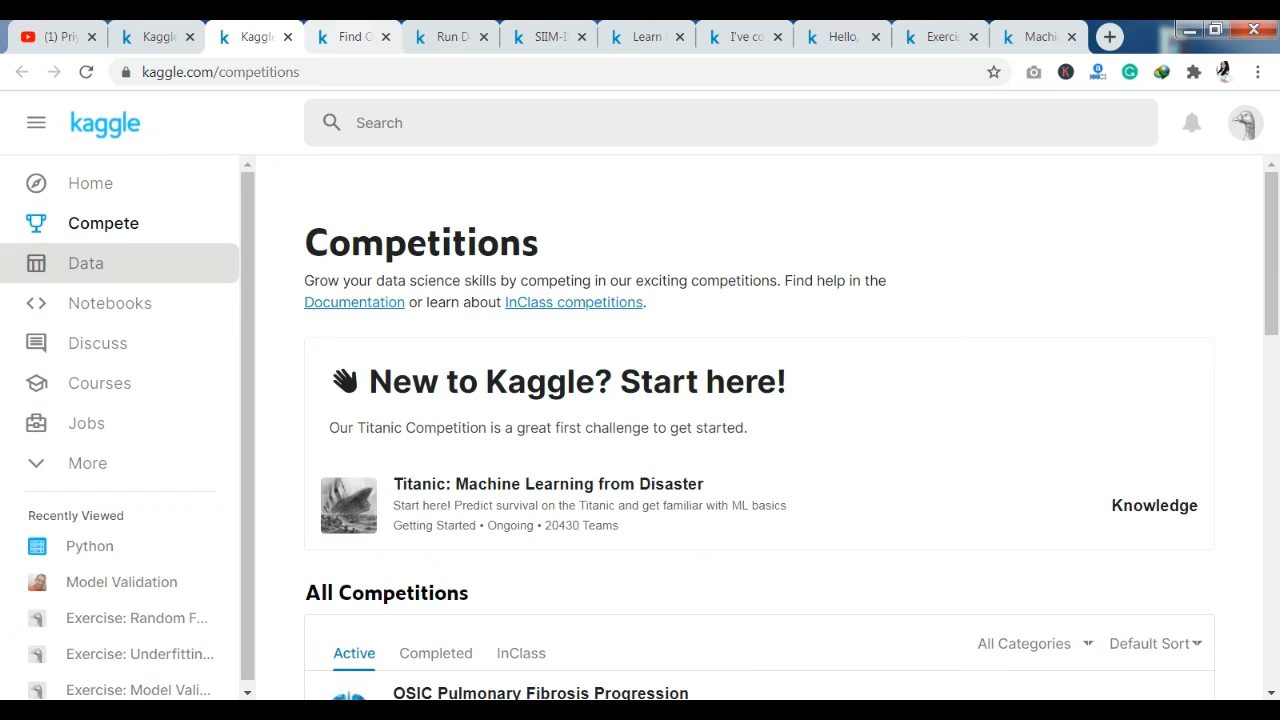 (1) Pri
Kaggle
Kaggle
Find O
Run D
SIIM-I
Learn
I've co
Hello,
Exerci
Machi
kaggle.com/competitions
kaggle
Search
Home
Compete
Data
Notebooks
Discuss
Courses
Jobs
More
Recently Viewed
Python
Model Validation
Exercise: Random F...
Exercise: Underfittin...
Exercise: Model Vali...
Competitions
Grow your data science skills by competing in our exciting competitions. Find help in the
Documentation or learn about InClass competitions.
👋 New to Kaggle? Start here!
Our Titanic Competition is a great first challenge to get started.
Titanic: Machine Learning from Disaster
Start here! Predict survival on the Titanic and get familiar with ML basics
Getting Started • Ongoing • 20430 Teams
Knowledge
All Competitions
Active Completed InClass
All Categories Default Sort
OSIC Pulmonary Fibrosis Progression